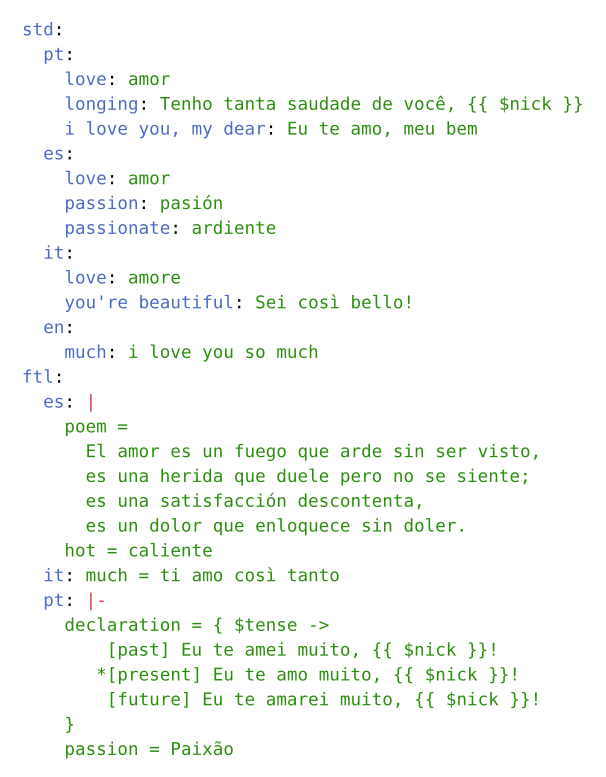 std:
  pt:
    love: amor
    longing: Tenho tanta saudade de você, {{ $nick }}
    i love you, my dear: Eu te amo, meu bem
  es:
    love: amor
    passion: pasión
    passionate: ardiente
  it:
    love: amore
    you're beautiful: Sei così bello!
  en:
    much: i love you so much
ftl:
  es: |
    poem =
      El amor es un fuego que arde sin ser visto,
      es una herida que duele pero no se siente;
      es una satisfacción descontenta,
      es un dolor que enloquece sin doler.
    hot = caliente
  it: much = ti amo così tanto
  pt: |-
    declaration = { $tense ->
        [past] Eu te amei muito, {{ $nick }}!
       *[present] Eu te amo muito, {{ $nick }}!
        [future] Eu te amarei muito, {{ $nick }}!
    }
    passion = Paixão